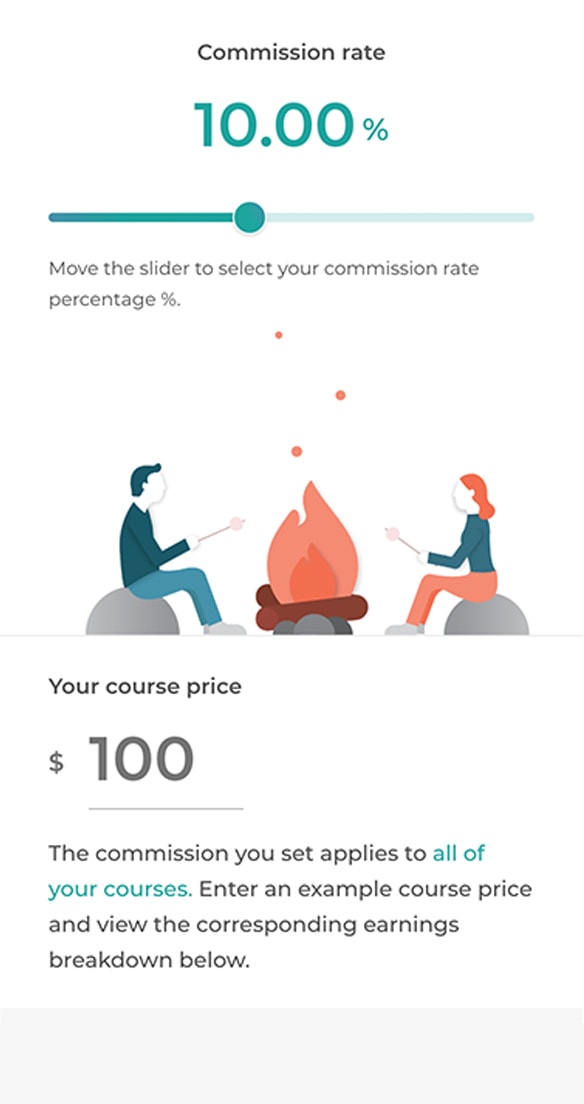 Commission rate
10.00 %
Move the slider to select your commission rate
percentage %.
Your course price
$ 100
The commission you set applies to all of
your courses. Enter an example course price
and view the corresponding earnings
breakdown below.